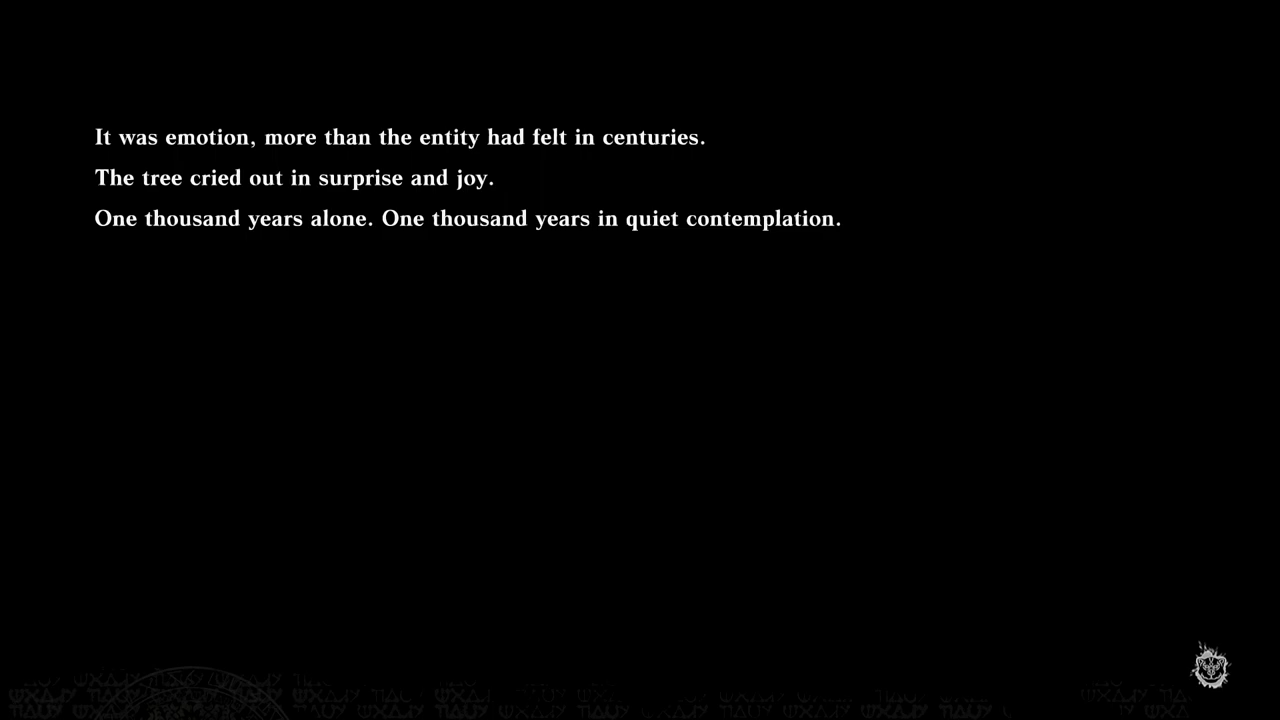 It was emotion, more than the entity had felt in centuries.
The tree cried out in surprise and joy.
One thousand years alone. One thousand years in quiet contemplation.